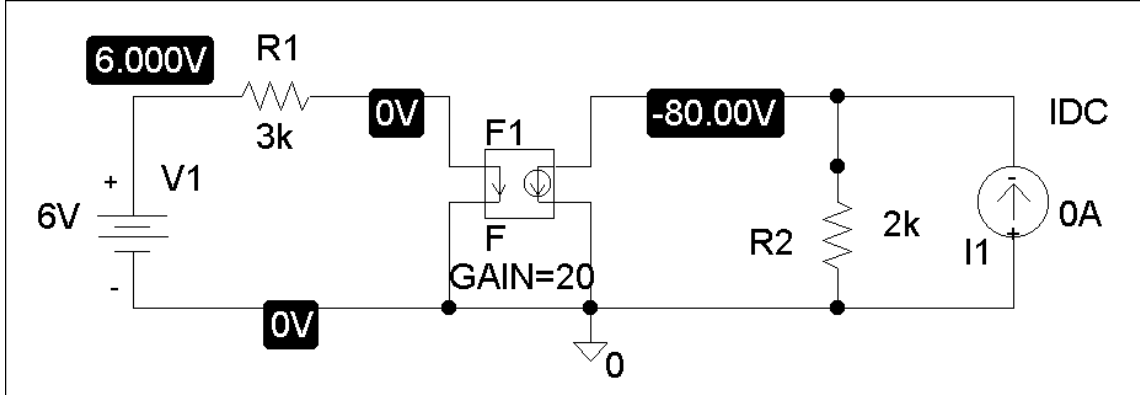 6.000V
R1
0V
3k
F1
-80.00V
IDC
+
V1
6V
-
F
GAIN=20
R2
2k
-
+
I1
0A
0V
0